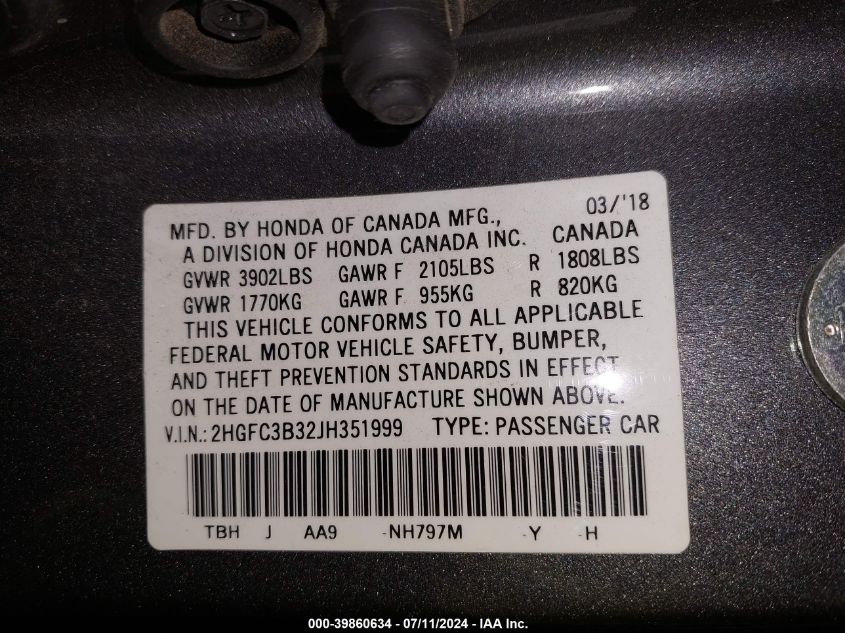 MFD. BY HONDA OF CANADA MFG., 03/'18
A DIVISION OF HONDA CANADA INC. CANADA
GVWR 3902LBS GAWR F 2105LBS R 1808LBS
GVWR 1770KG GAWR F 955KG R 820KG
THIS VEHICLE CONFORMS TO ALL APPLICABLE
FEDERAL MOTOR VEHICLE SAFETY, BUMPER,
AND THEFT PREVENTION STANDARDS IN EFFECT
ON THE DATE OF MANUFACTURE SHOWN ABOVE.
V.I.N.: 2HGFC3B32JH351999 TYPE: PASSENGER CAR
TBH J AA9 -NH797M -Y -H
000-39860634 - 07/11/2024 - IAA Inc.